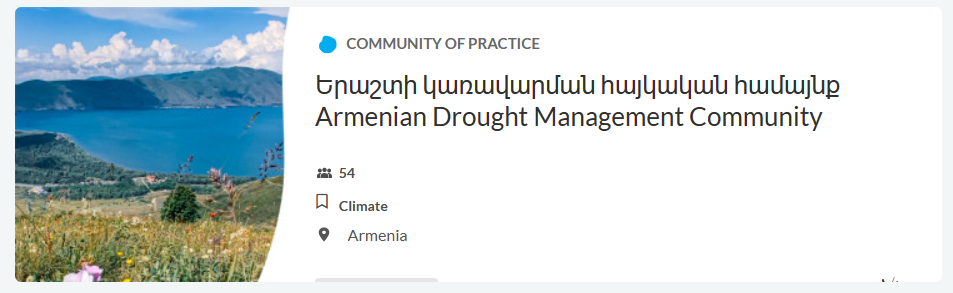 COMMUNITY OF PRACTICE
Երաշտի կառավարման հայկական համայնք
Armenian Drought Management Community
54
Climate
Armenia